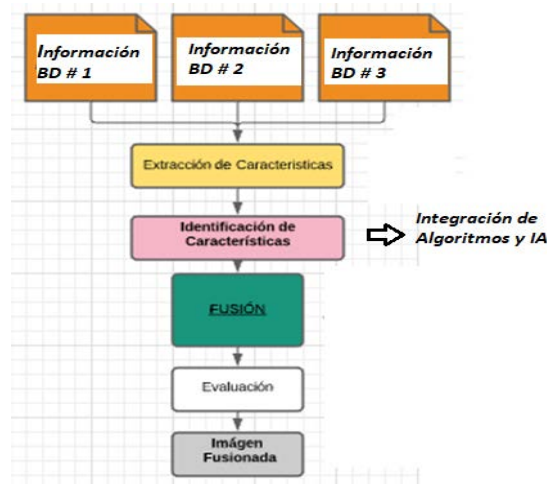 Información
BD # 1
Información
BD # 2
Información
BD # 3
Extracción de Caracteristicas
Identificación de
Características
Integración de
Algoritmos y IA
FUSIÓN
Evaluación
Imágen
Fusionada